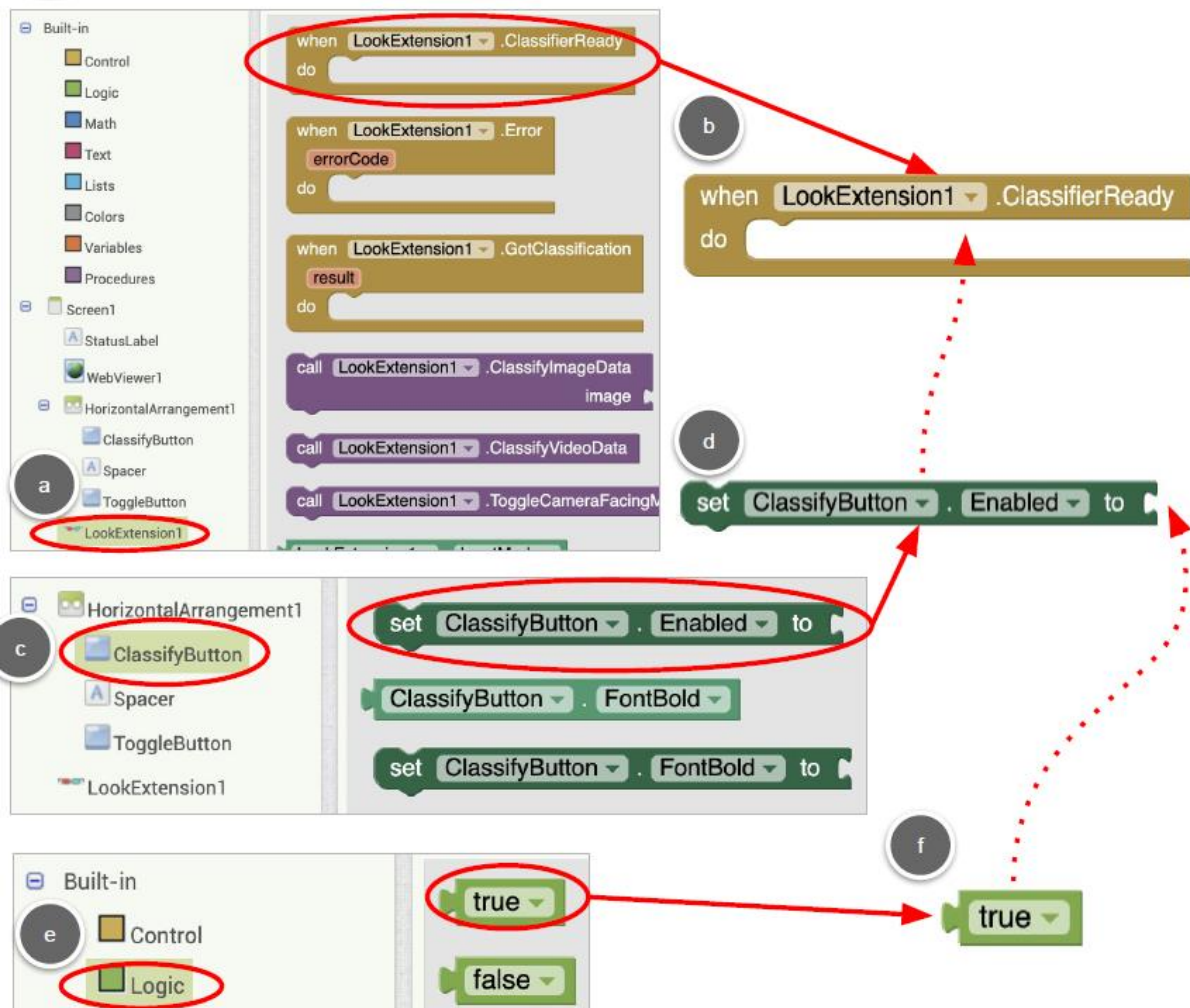 Built-in
Control
Logic
Math
Text
Lists
Colors
Variables
Procedures
Screen1
StatusLabel
WebViewer1
HorizontalArrangement1
ClassifyButton
Spacer
ToggleButton
LookExtension1
a
when LookExtension1 .ClassifierReady
do
when LookExtension1 .Error
errorCode
do
when LookExtension1 .GotClassification
result
do
call LookExtension1 .ClassifyImageData
image
call LookExtension1 .ClassifyVideoData
call LookExtension1 .ToggleCameraFacingM
b
when LookExtension1 .ClassifierReady
do
d
set ClassifyButton . Enabled to
c
HorizontalArrangement1
ClassifyButton
Spacer
ToggleButton
LookExtension1
set ClassifyButton . Enabled to
ClassifyButton . FontBold
set ClassifyButton . FontBold to
e
Built-in
Control
Logic
true
false
f
true